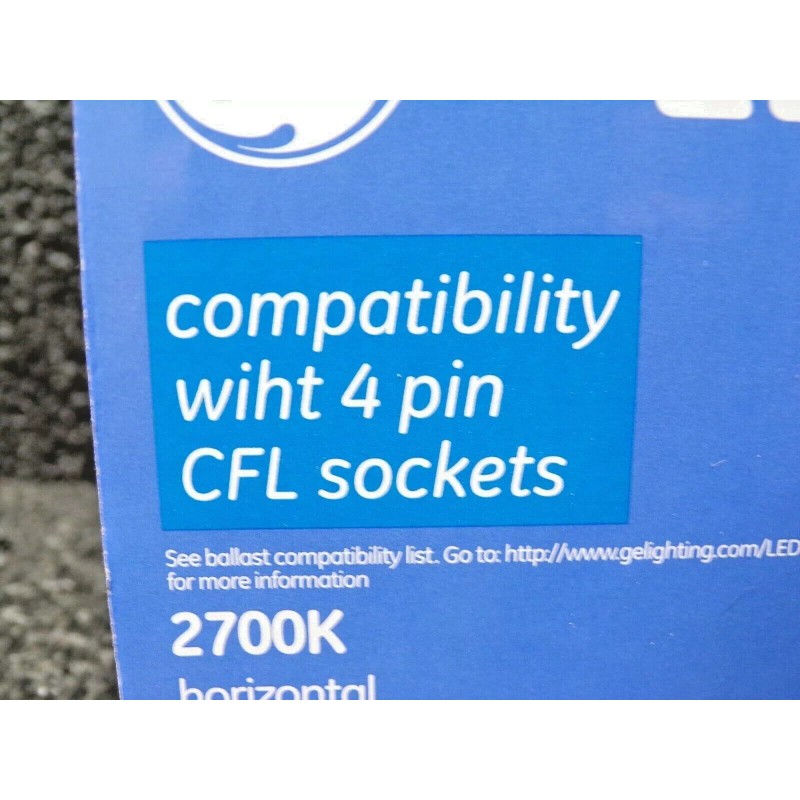 compatibility
wiht 4 pin
CFL sockets
See ballast compatibility list. Go to: http://www.gelighting.com/LED
for more information
2700K
horizontal